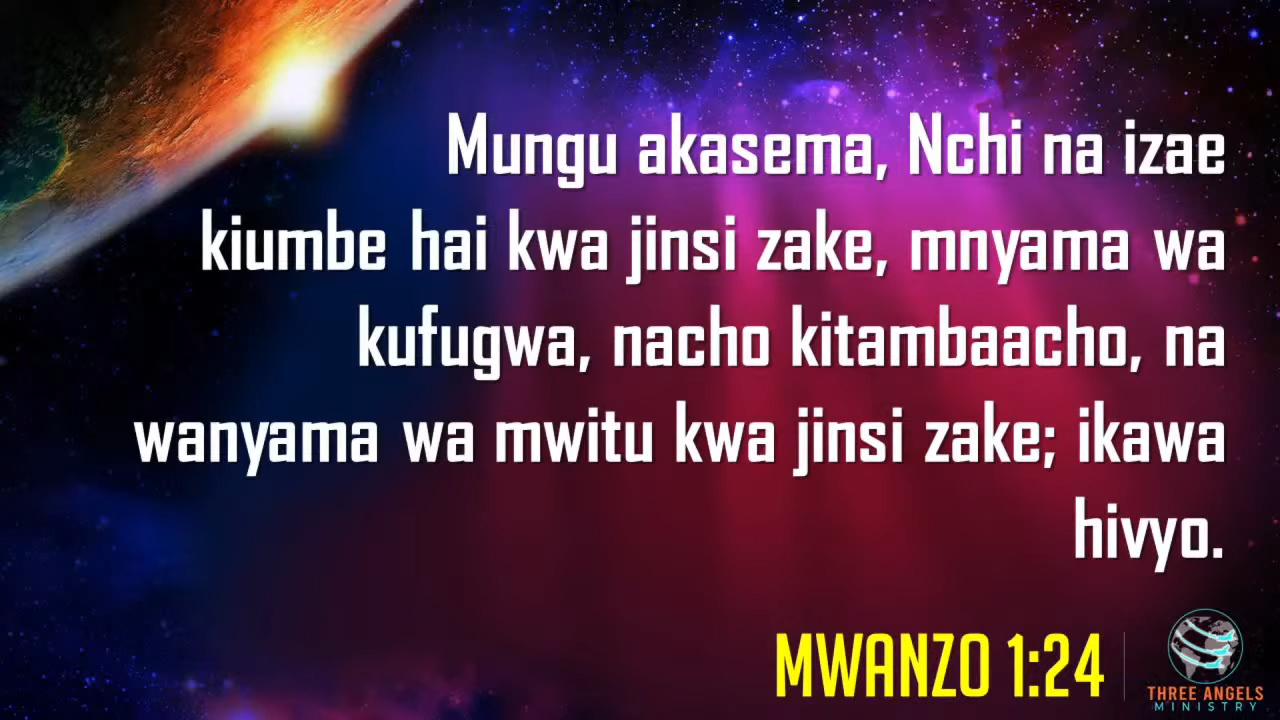 Mungu akasema, Nchi na izae
kiumbe hai kwa jinsi zake, mnyama wa
kufugwa, nacho kitambaacho, na
wanyama wa mwitu kwa jinsi zake; ikawa
hivyo.
MWANZO 1:24
THREE ANGELS
MINISTRY